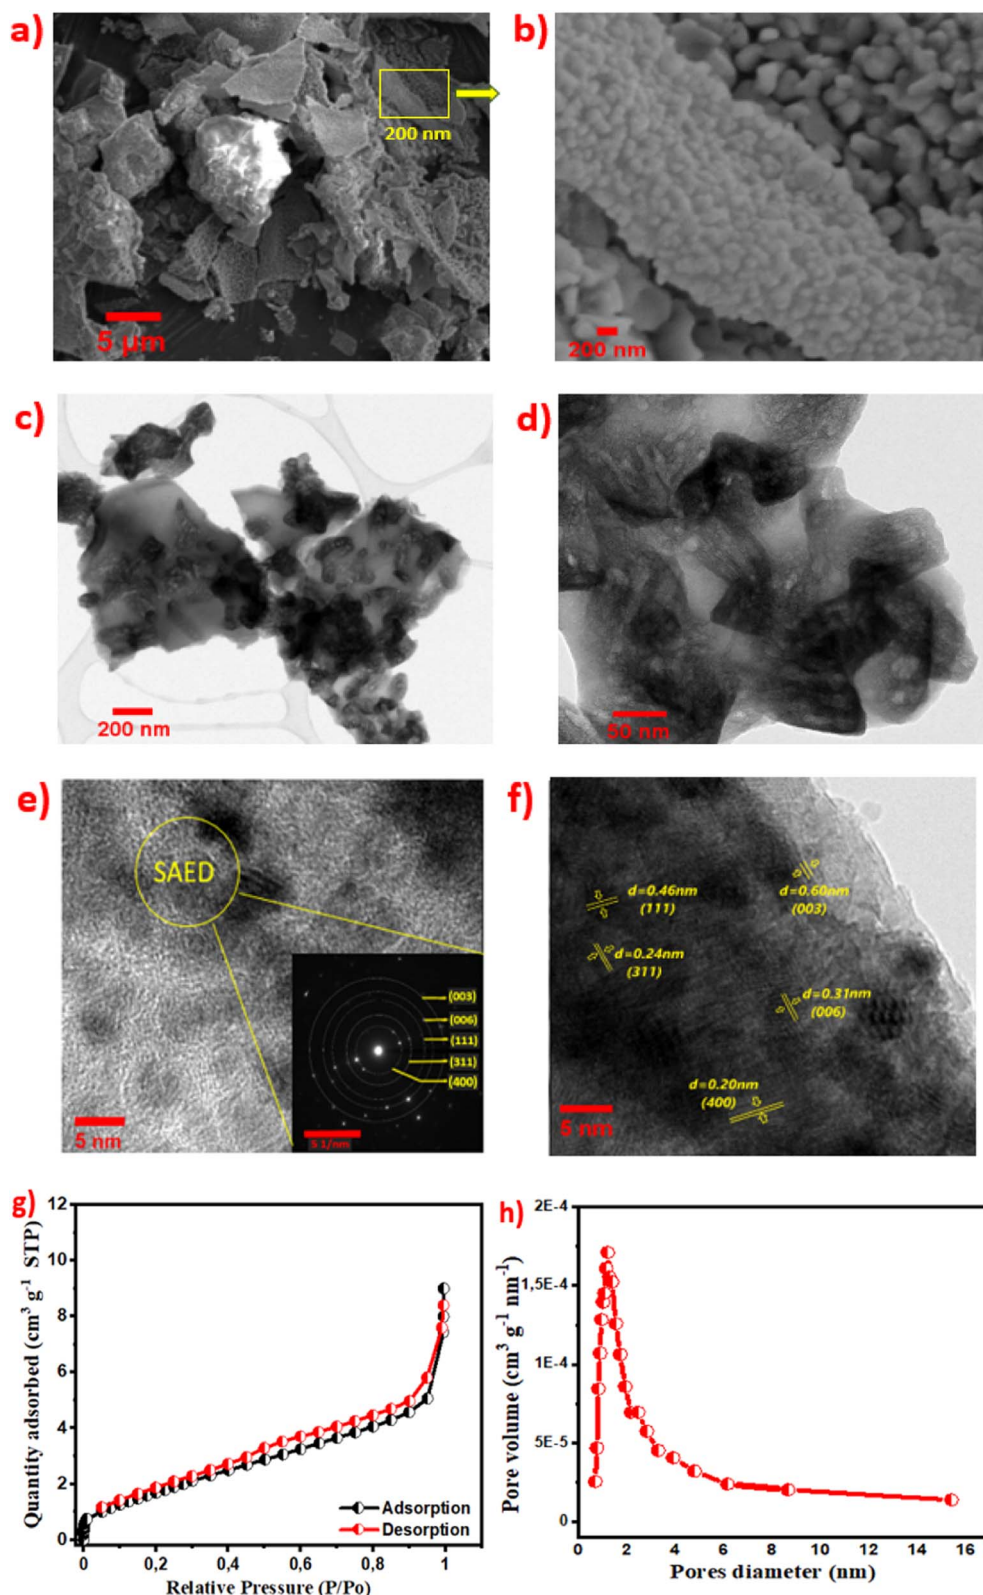 a)
200 nm
5 µm
b)
200 nm
c)
200 nm
d)
50 nm
e)
SAED
(003)
(006)
(111)
(311)
(400)
5 1/nm
5 nm
f)
d=0.46nm
(111)
d=0.60nm
(003)
d=0.24nm
(311)
d=0.31nm
(006)
d=0.20nm
(400)
5 nm
g)
Quantity adsorbed (cm³ g⁻¹ STP)
12
10
8
6
4
2
0
Adsorption
Desorption
0 0,2 0,4 0,6 0,8 1
Relative Pressure (P/Po)
h)
Pore volume (cm³ g⁻¹ nm⁻¹)
2E-4
1,5E-4
1E-4
5E-5
0
0 2 4 6 8 10 12 14 16
Pores diameter (nm)